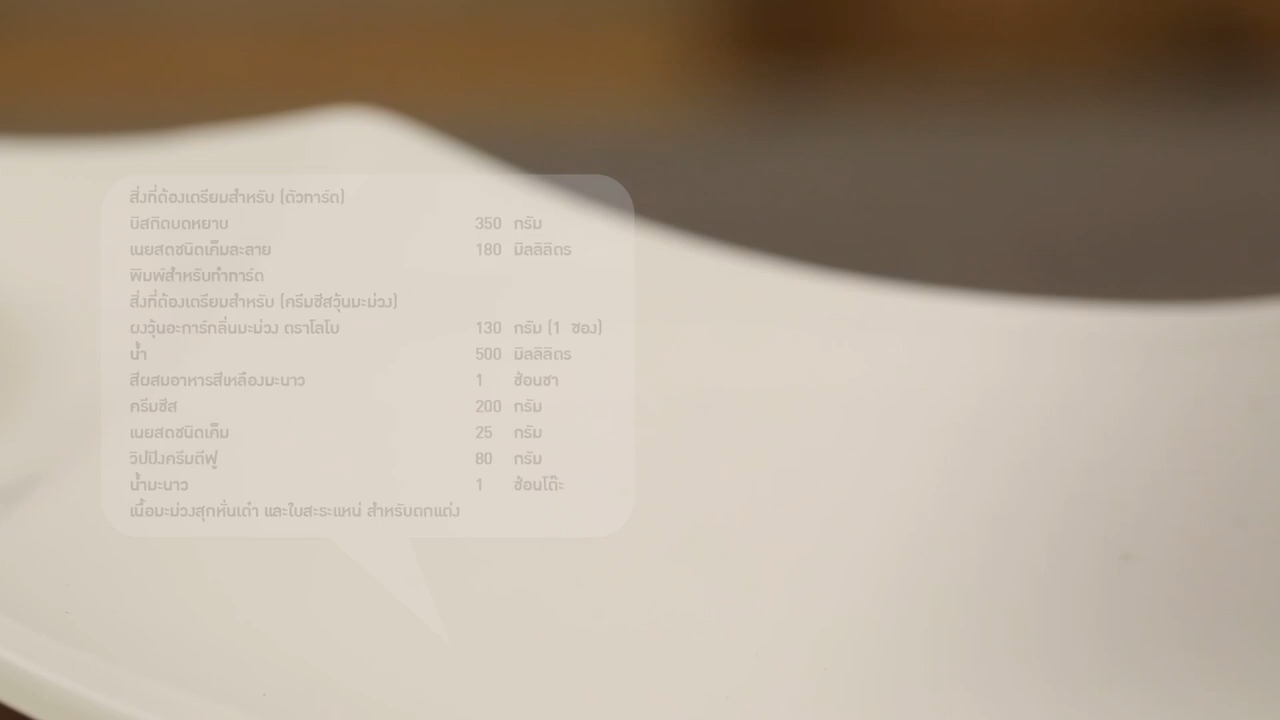 สิ่งที่ต้องเตรียมสำหรับ (ตัวทาร์ต)
บิสกิตบดหยาบ 350 กรัม
เนยสดชนิดเค็มละลาย 180 มิลลิลิตร
พิมพ์สำหรับทำทาร์ต
สิ่งที่ต้องเตรียมสำหรับ (ครีมชีสวุ้นมะม่วง)
ผงวุ้นอะการ์กลิ่นมะม่วง ตราโลโบ 130 กรัม (1 ซอง)
น้ำ 500 มิลลิลิตร
สีผสมอาหารสีเหลืองมะนาว 1 ช้อนชา
ครีมชีส 200 กรัม
เนยสดชนิดเค็ม 25 กรัม
วิปปิงครีมตีฟู 80 กรัม
น้ำมะนาว 1 ช้อนโต๊ะ
เนื้อมะม่วงสุกหั่นเต๋า และใบสะระแหน่ สำหรับตกแต่ง